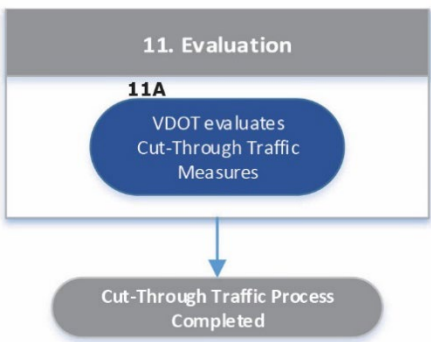 11. Evaluation
11A
VDOT evaluates
Cut-Through Traffic
Measures
Cut-Through Traffic Process
Completed